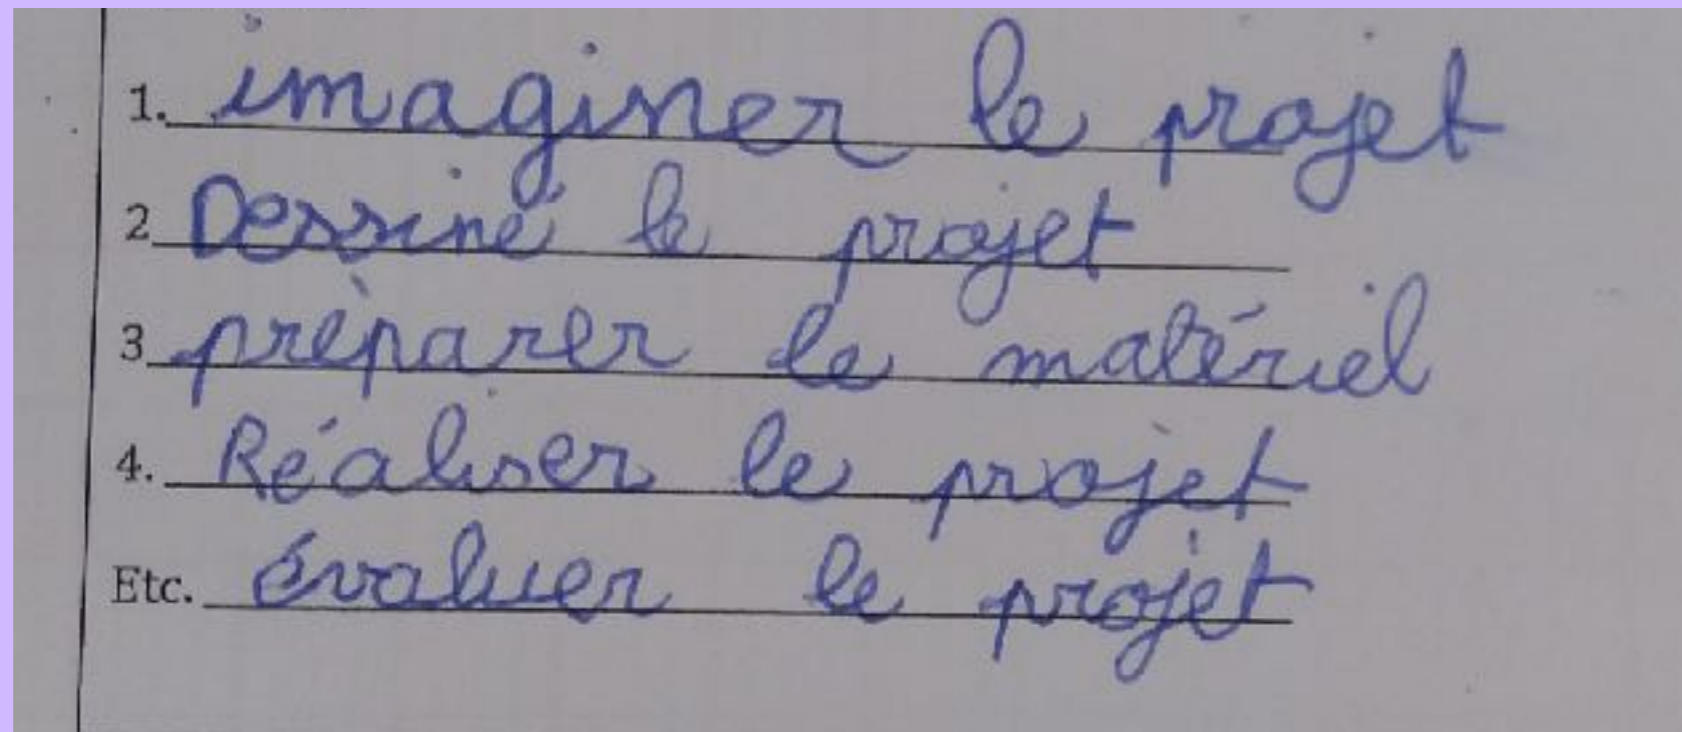 1. imaginer le projet
2 Dessiné le projet
3 préparer le matériel
4. Réaliser le projet
Etc. évaluer le projet